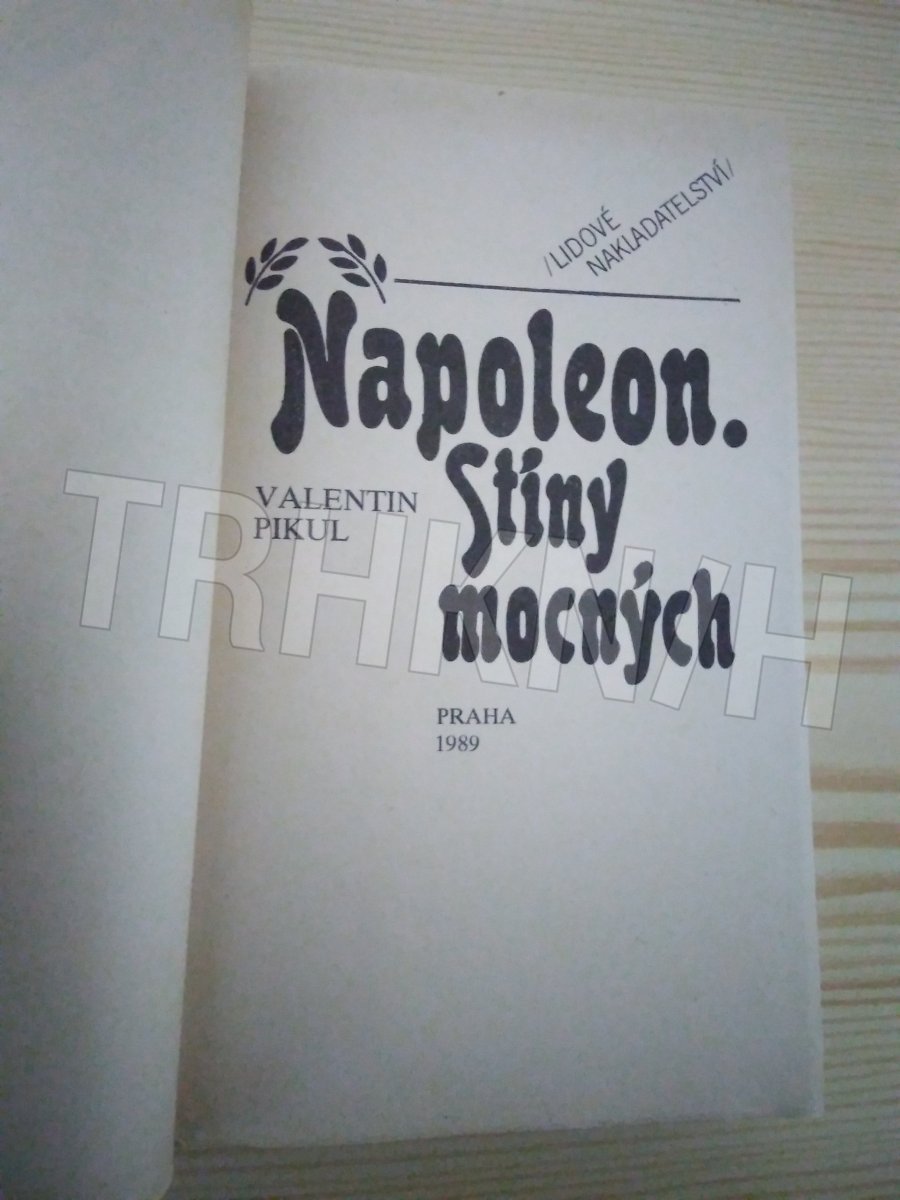 /LIDOVÉ
NAKLADATELSTVÍ/
Napoleon.
Stíny
mocných
VALENTIN
PIKUL
PRAHA
1989
TRHKNIH